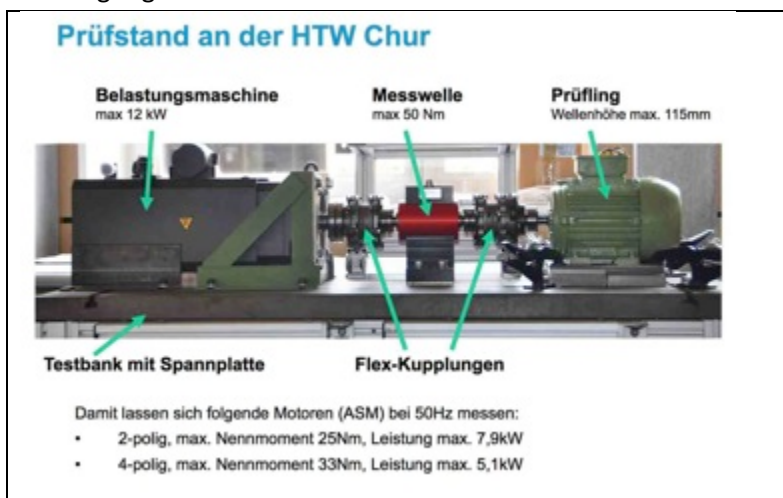 Prüfstand an der HTW Chur
Belastungsmaschine
max 12 kW
Messwelle
max 50 Nm
Prüfling
Wellenhöhe max. 115mm
Testbank mit Spannplatte
Flex-Kupplungen
Damit lassen sich folgende Motoren (ASM) bei 50Hz messen:
• 2-polig, max. Nennmoment 25Nm, Leistung max. 7,9kW
• 4-polig, max. Nennmoment 33Nm, Leistung max. 5,1kW